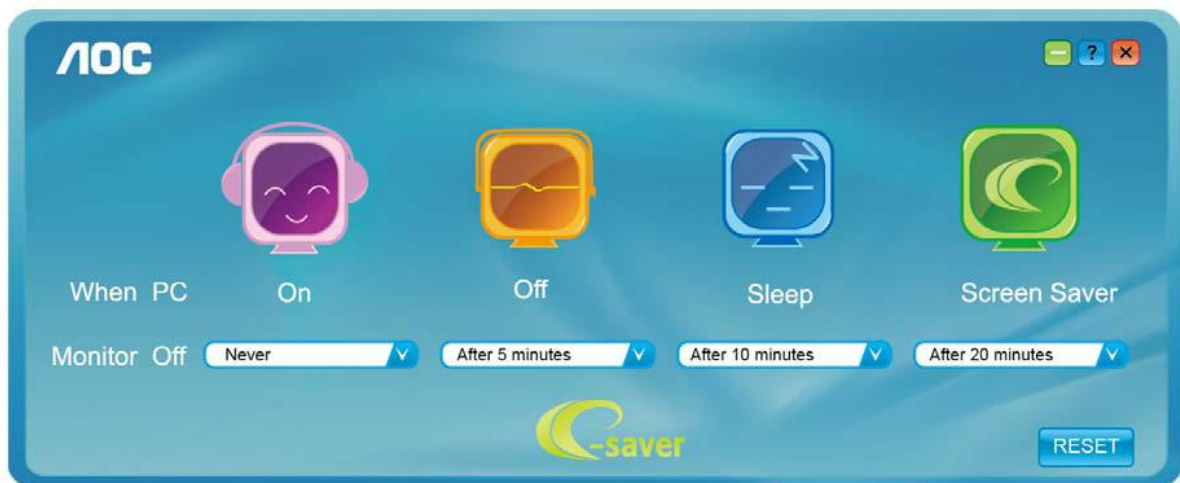 AOC
?
When PC On Off Sleep Screen Saver
Monitor Off Never After 5 minutes After 10 minutes After 20 minutes
e-saver
RESET